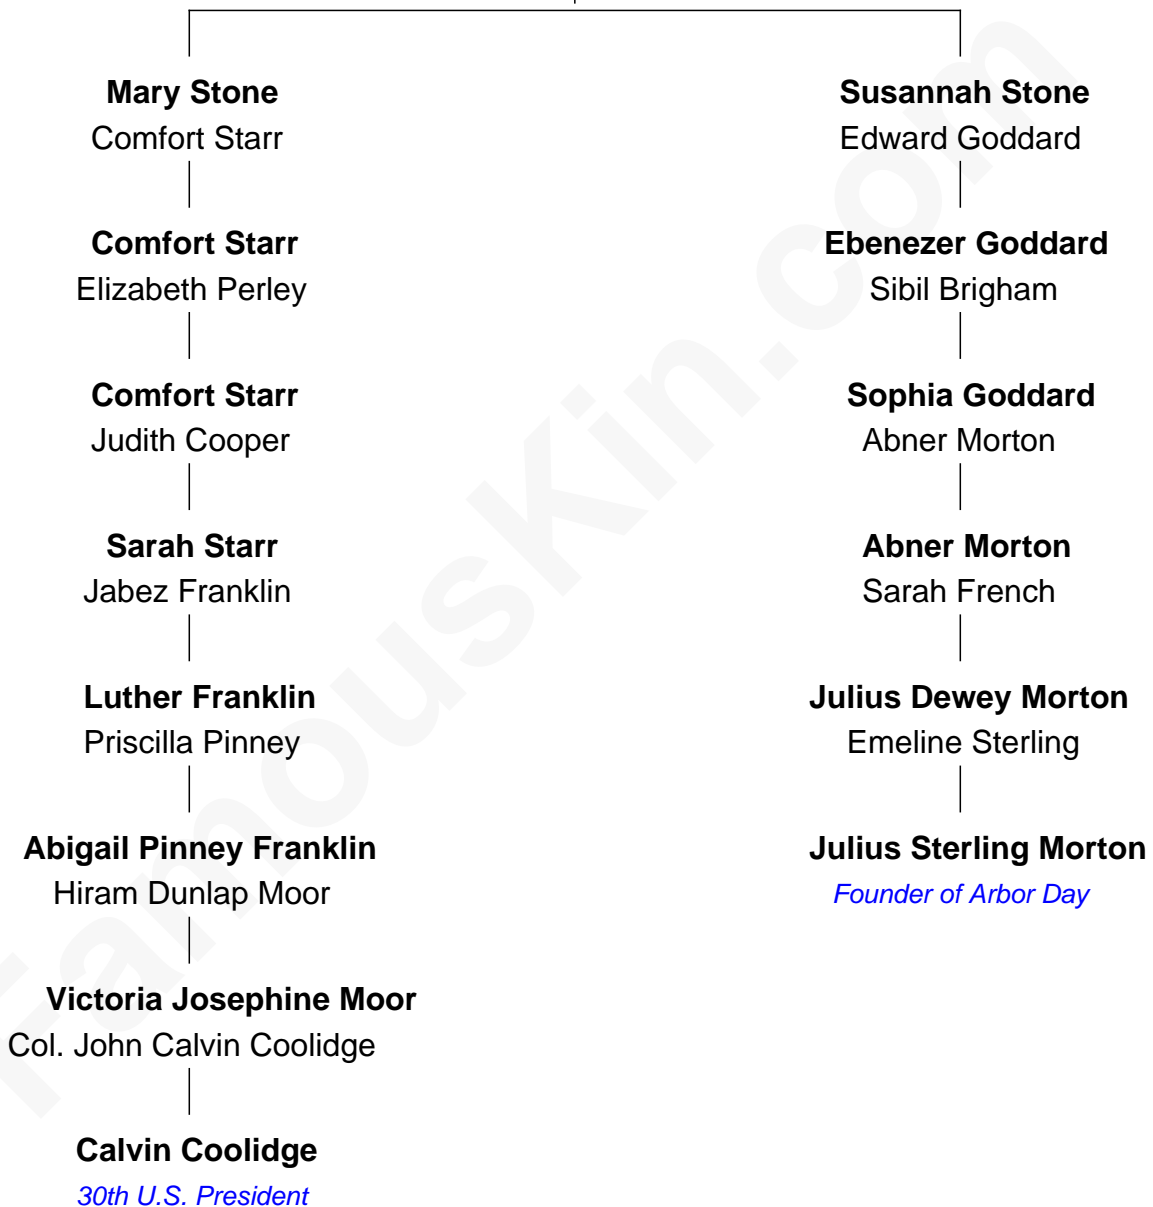 Mary Stone
Comfort Starr
Susannah Stone
Edward Goddard
Comfort Starr
Elizabeth Perley
Ebenezer Goddard
Sibil Brigham
Comfort Starr
Judith Cooper
Sophia Goddard
Abner Morton
Sarah Starr
Jabez Franklin
Abner Morton
Sarah French
Luther Franklin
Priscilla Pinney
Julius Dewey Morton
Emeline Sterling
Abigail Pinney Franklin
Hiram Dunlap Moor
Julius Sterling Morton
Founder of Arbor Day
Victoria Josephine Moor
Col. John Calvin Coolidge
Calvin Coolidge
30th U.S. President
FamousKin.com